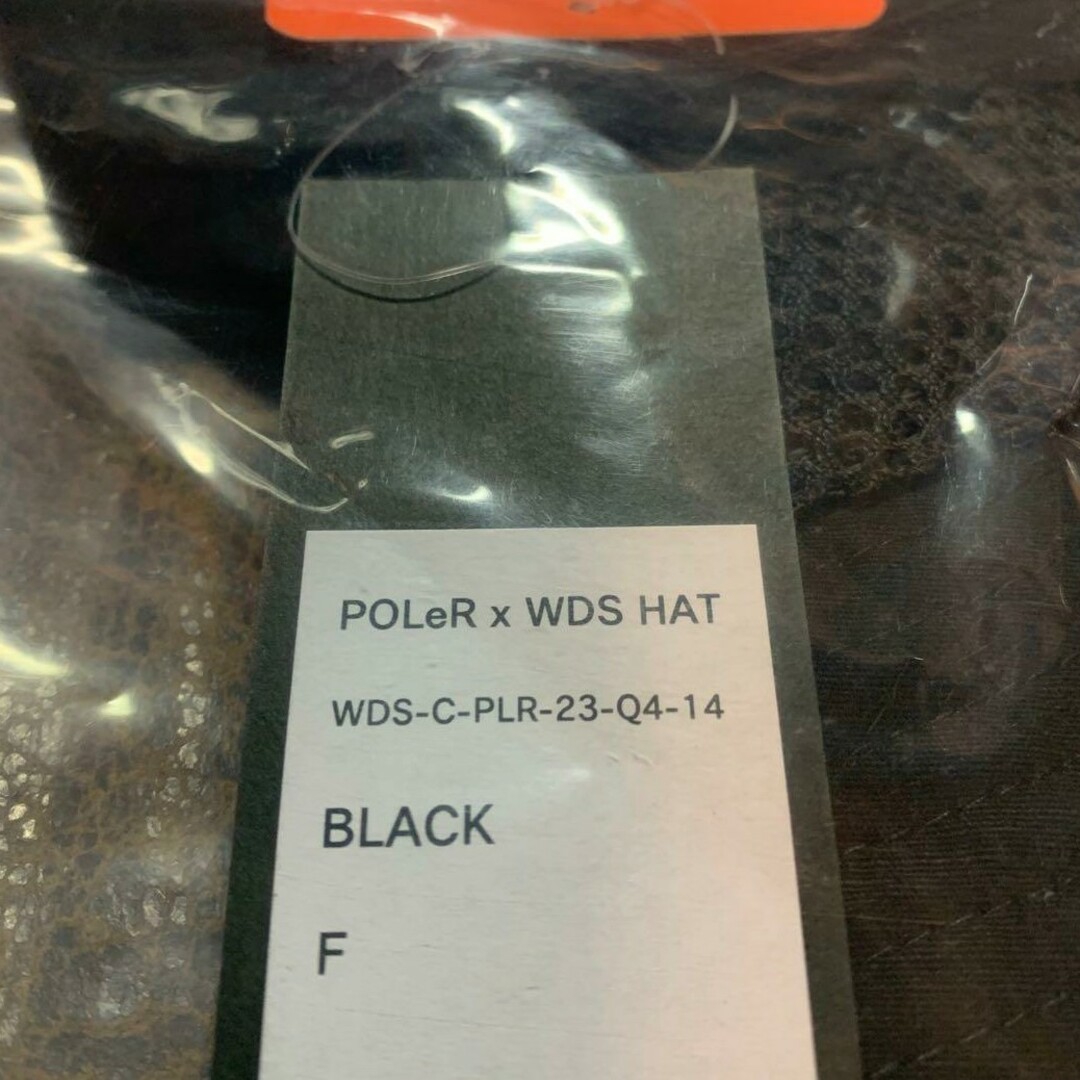 POLeR x WDS HAT
WDS-C-PLR-23-Q4-14
BLACK
F